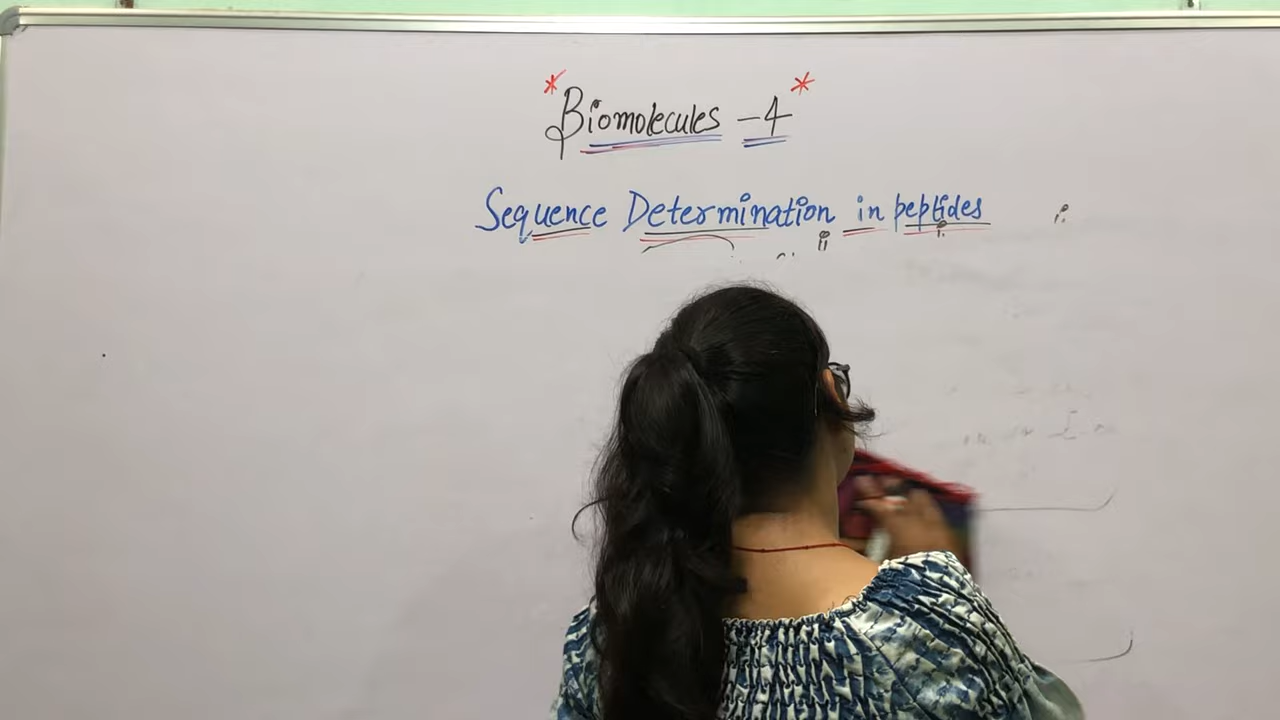 * Biomolecules - 4 *
Sequence Determination in peptides